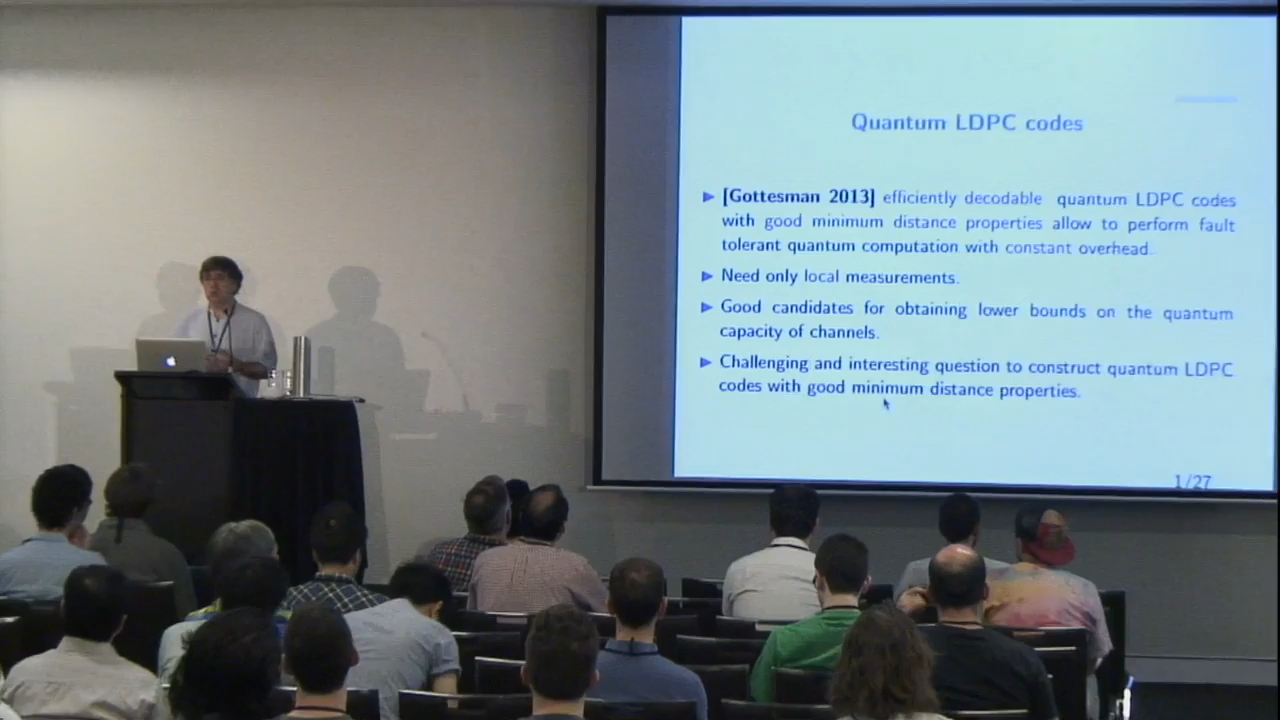 Quantum LDPC codes
▶ [Gottesman 2013] efficiently decodable quantum LDPC codes
with good minimum distance properties allow to perform fault
tolerant quantum computation with constant overhead.
▶ Need only local measurements.
▶ Good candidates for obtaining lower bounds on the quantum
capacity of channels.
▶ Challenging and interesting question to construct quantum LDPC
codes with good minimum distance properties.
1/27